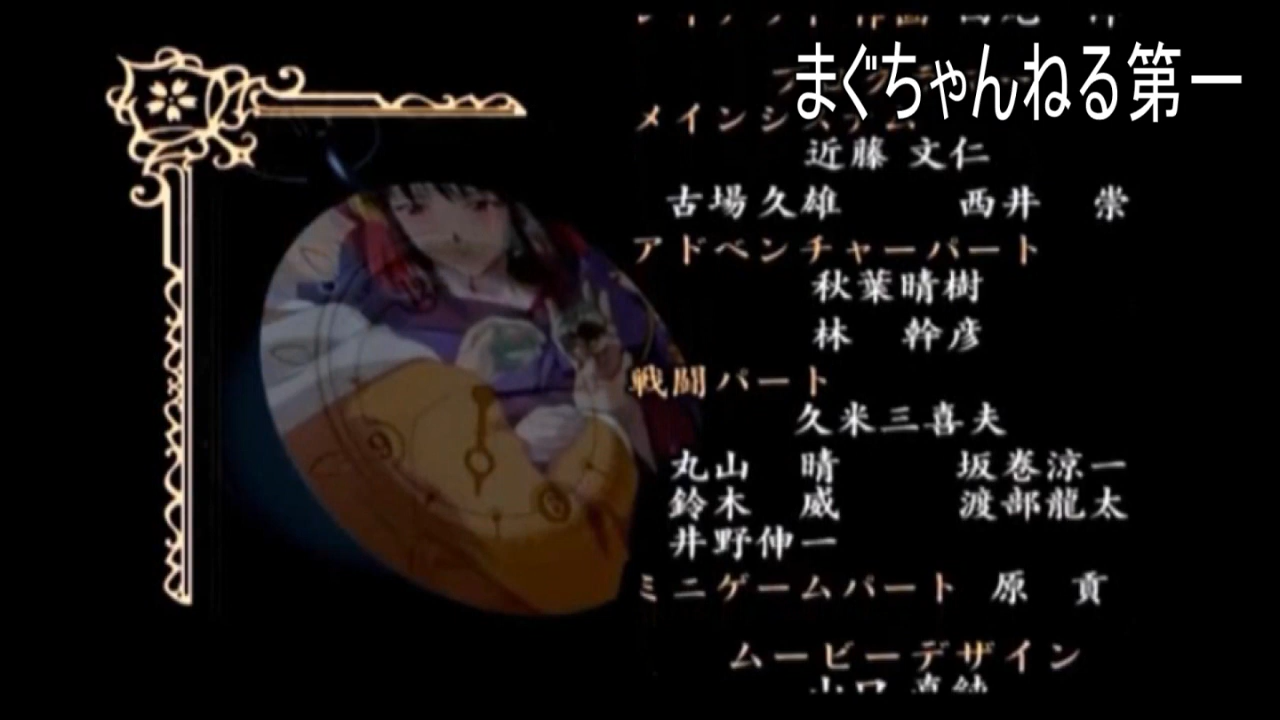 まぐちゃんねる第一
メインシステム
近藤 文仁
古場久雄 西井 崇
アドベンチャーパート
秋葉晴樹
林 幹彦
戦闘パート
久米三喜夫
丸山 晴 坂巻涼一
鈴木 威 渡部龍太
井野伸一
ミニゲームパート 原 貢
ムービーデザイン